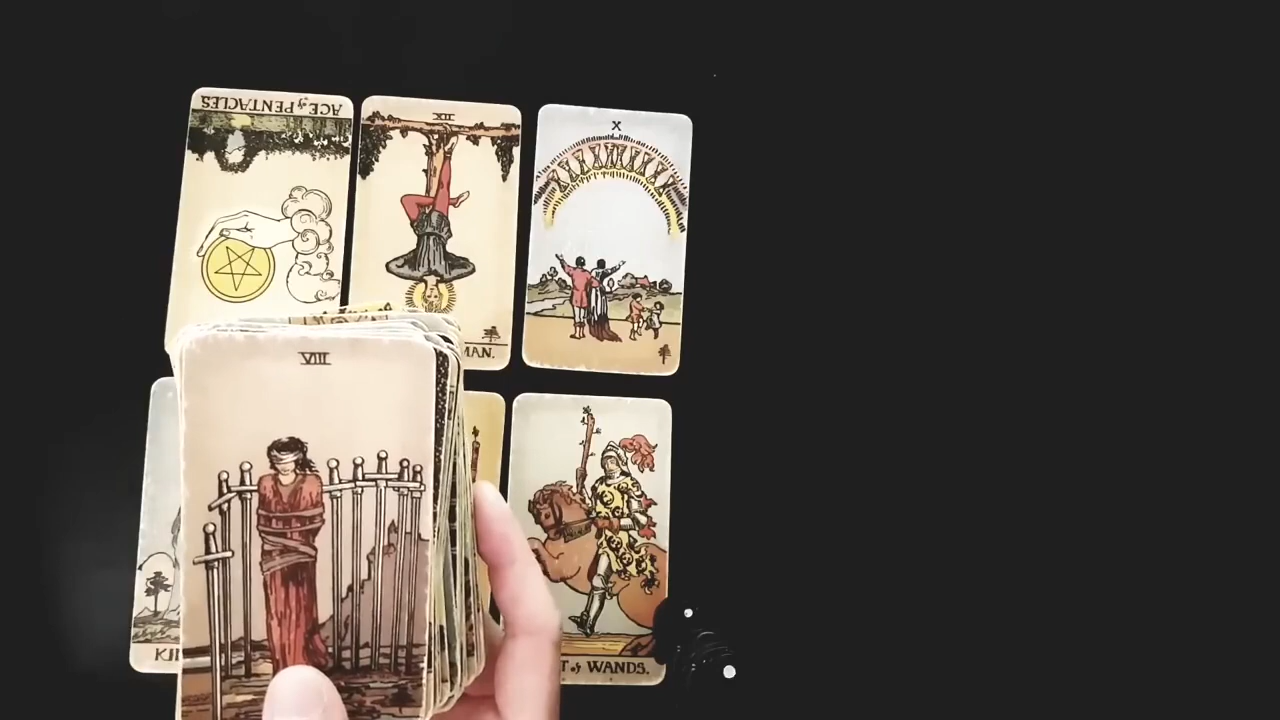 ACE of PENTACLES
XII
X
MAN.
VIII
KI
T of WANDS.